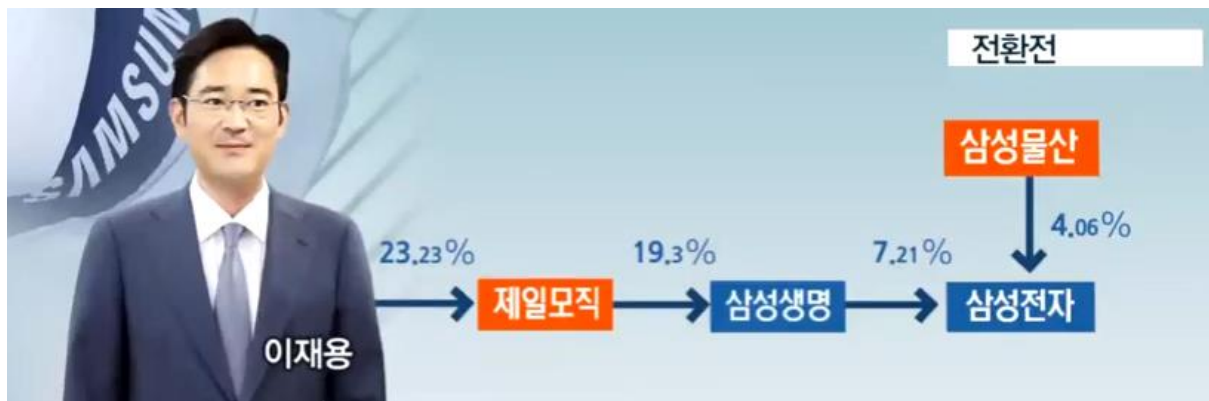 SAMSUN
전환전
삼성물산
4.06%
23.23%
19.3%
7.21%
제일모직
삼성생명
삼성전자
이재용